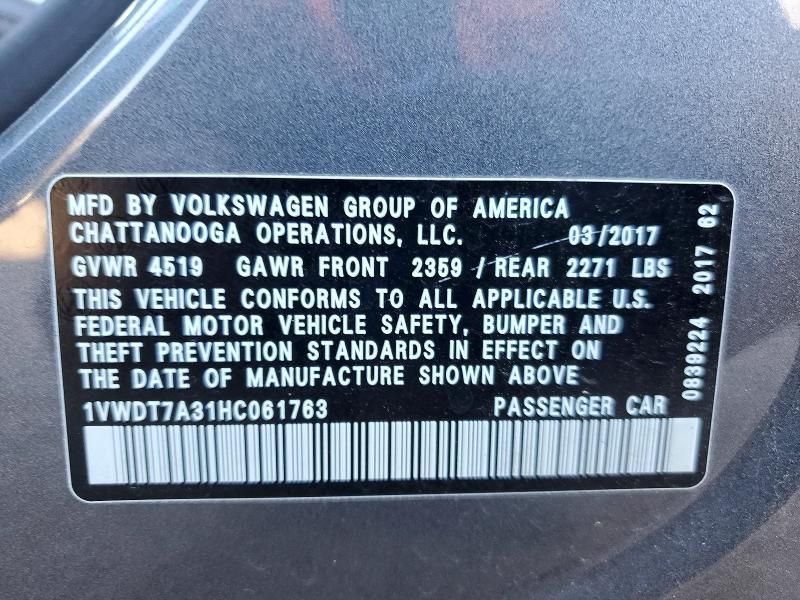 MFD BY VOLKSWAGEN GROUP OF AMERICA
CHATTANOOGA OPERATIONS, LLC. 03/2017
GVWR 4519 GAWR FRONT 2359 / REAR 2271 LBS
THIS VEHICLE CONFORMS TO ALL APPLICABLE U.S.
FEDERAL MOTOR VEHICLE SAFETY, BUMPER AND
THEFT PREVENTION STANDARDS IN EFFECT ON
THE DATE OF MANUFACTURE SHOWN ABOVE
1VWDT7A31HC061763 PASSENGER CAR
0839224 2017 62